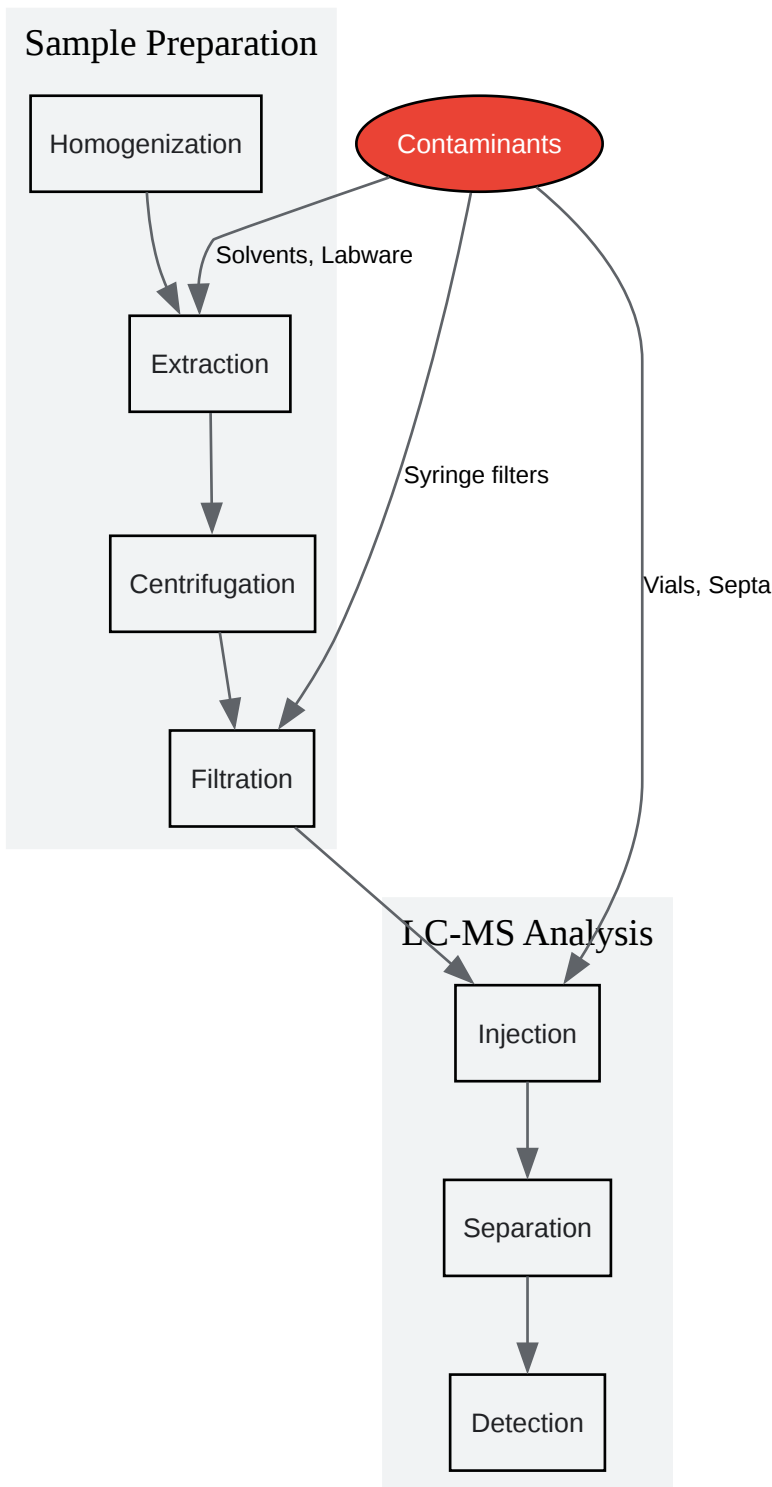 Sample Preparation
Homogenization
Contaminants
Solvents, Labware
Extraction
Syringe filters
Centrifugation
Vials, Septa
Filtration
LC-MS Analysis
Injection
Separation
Detection